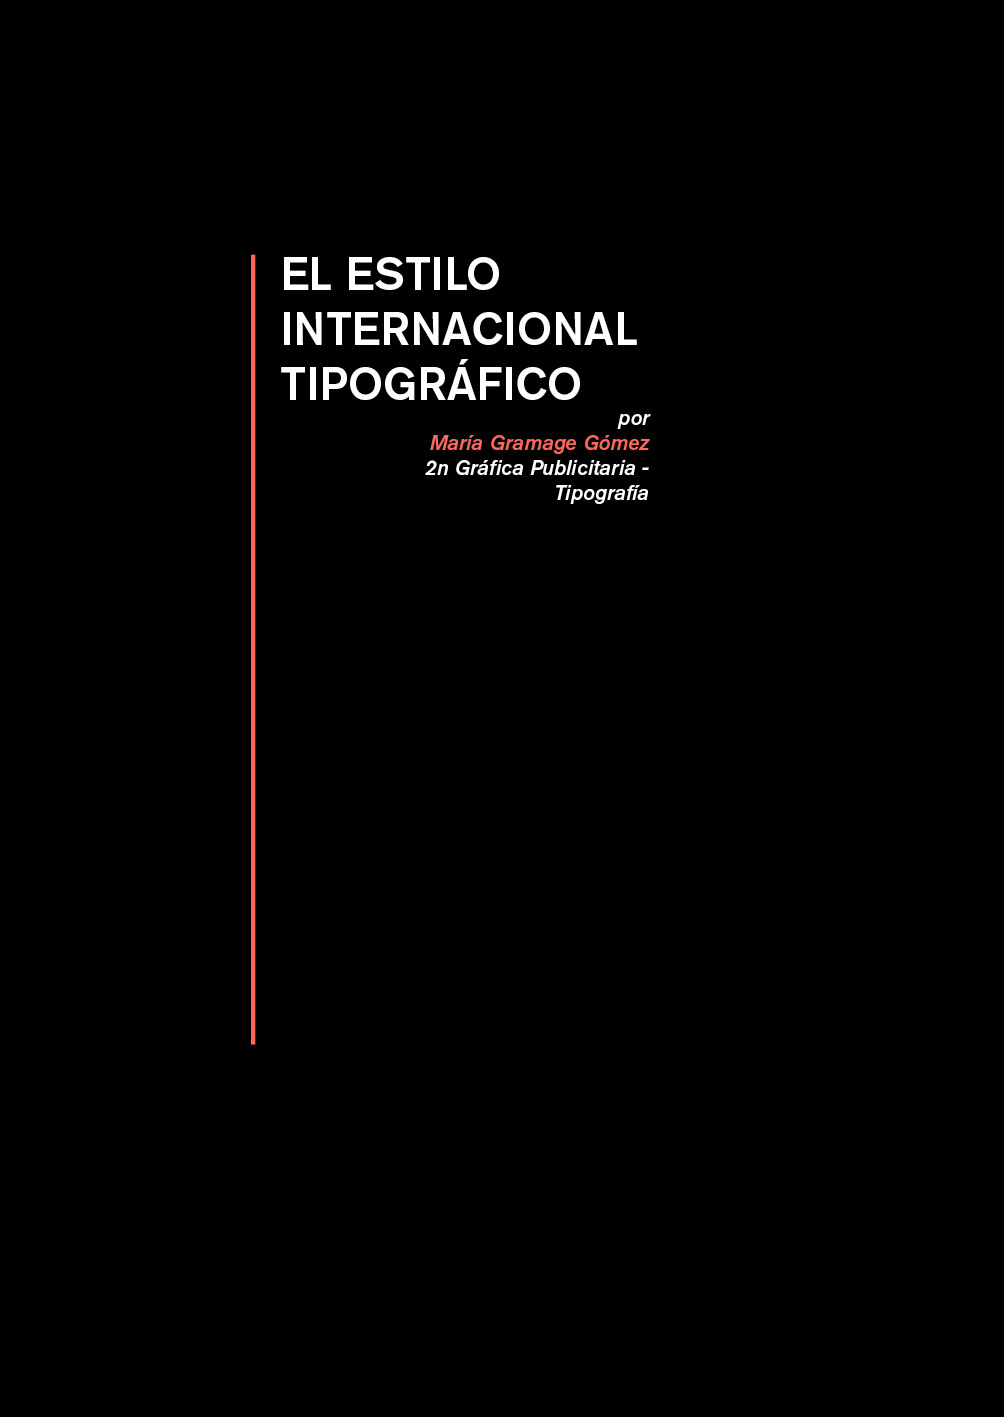 EL ESTILO
INTERNACIONAL
TIPOGRÁFICO
por
María Gramage Gómez
2n Gráfica Publicitaria -
Tipografía